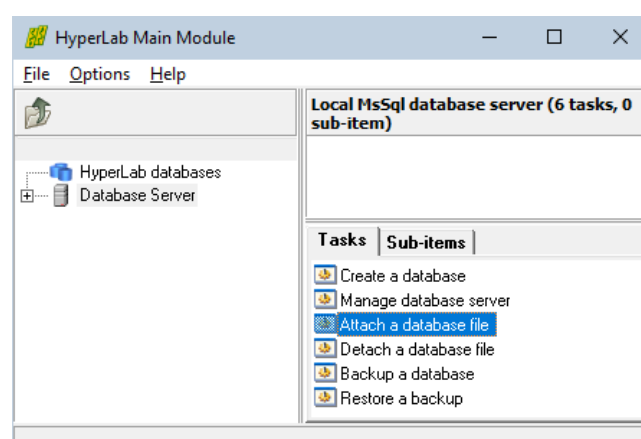 HyperLab Main Module
File Options Help
Local MsSql database server (6 tasks, 0
sub-item)
HyperLab databases
Database Server
Tasks Sub-items
Create a database
Manage database server
Attach a database file
Detach a database file
Backup a database
Restore a backup